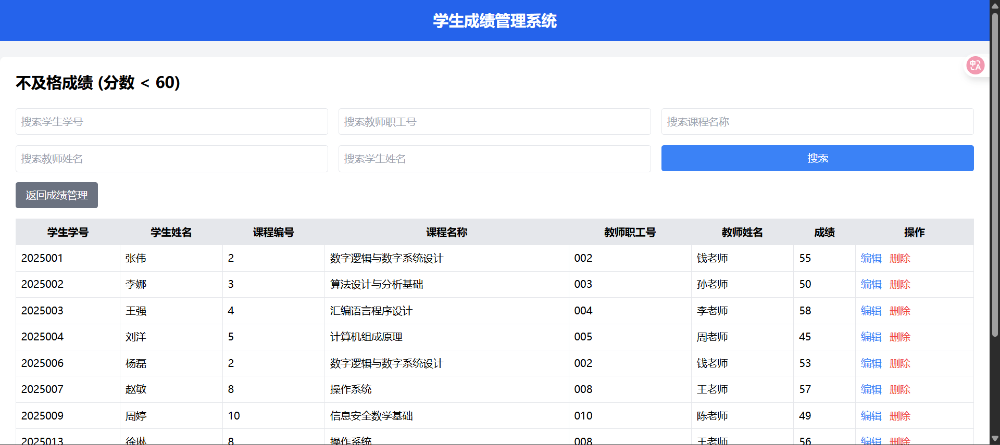 学生成绩管理系统
中A
不及格成绩 (分数 < 60)
搜索学生学号 搜索教师职工号 搜索课程名称
搜索教师姓名 搜索学生姓名 搜索
返回成绩管理
学生学号 学生姓名 课程编号 课程名称 教师职工号 教师姓名 成绩 操作
2025001 张伟 2 数字逻辑与数字系统设计 002 钱老师 55 编辑 删除
2025002 李娜 3 算法设计与分析基础 003 孙老师 50 编辑 删除
2025003 王强 4 汇编语言程序设计 004 李老师 58 编辑 删除
2025004 刘洋 5 计算机组成原理 005 周老师 45 编辑 删除
2025006 杨磊 2 数字逻辑与数字系统设计 002 钱老师 53 编辑 删除
2025007 赵敏 8 操作系统 008 王老师 57 编辑 删除
2025009 周婷 10 信息安全数学基础 010 陈老师 49 编辑 删除
2025013 徐琳 8 操作系统 008 王老师 56 编辑 删除